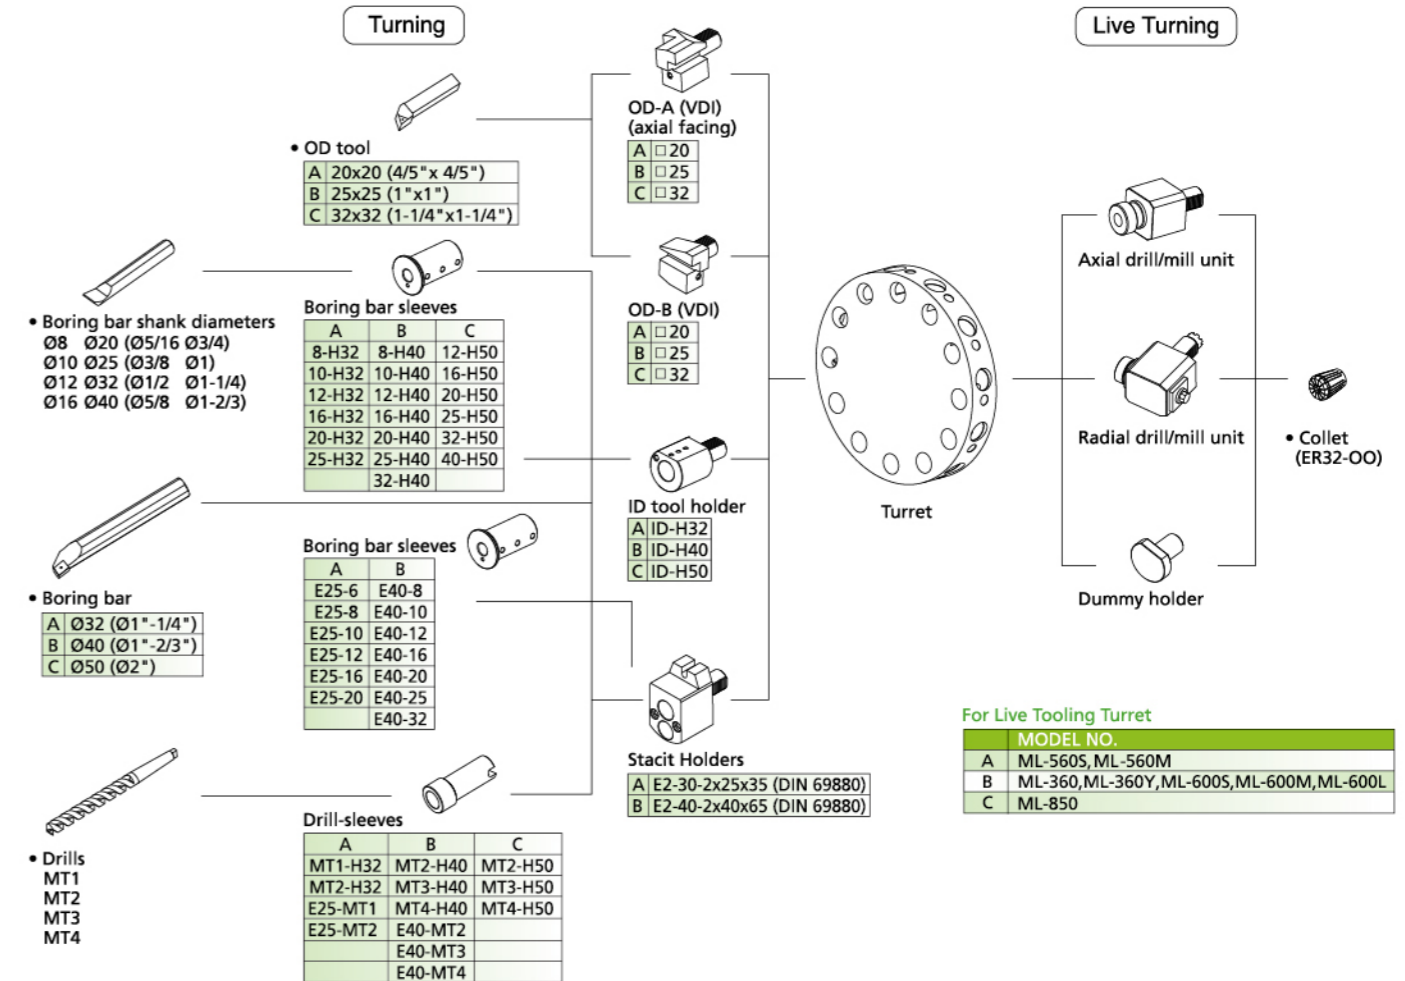 Turning
Live Turning
• OD tool
A 20x20 (4/5"x 4/5")
B 25x25 (1"x1")
C 32x32 (1-1/4"x1-1/4")
OD-A (VDI)
(axial facing)
A □20
B □25
C □32
• Boring bar shank diameters
Ø8 Ø20 (Ø5/16 Ø3/4)
Ø10 Ø25 (Ø3/8 Ø1)
Ø12 Ø32 (Ø1/2 Ø1-1/4)
Ø16 Ø40 (Ø5/8 Ø1-2/3)
Boring bar sleeves
A B C
8-H32 8-H40 12-H50
10-H32 10-H40 16-H50
12-H32 12-H40 20-H50
16-H32 16-H40 25-H50
20-H32 20-H40 32-H50
25-H32 25-H40 40-H50
32-H40
OD-B (VDI)
A □20
B □25
C □32
ID tool holder
A ID-H32
B ID-H40
C ID-H50
• Boring bar
A Ø32 (Ø1"-1/4")
B Ø40 (Ø1"-2/3")
C Ø50 (Ø2")
Boring bar sleeves
A B
E25-6 E40-8
E25-8 E40-10
E25-10 E40-12
E25-12 E40-16
E25-16 E40-20
E25-20 E40-25
E40-32
Stacit Holders
A E2-30-2x25x35 (DIN 69880)
B E2-40-2x40x65 (DIN 69880)
• Drills
MT1
MT2
MT3
MT4
Drill-sleeves
A B C
MT1-H32 MT2-H40 MT2-H50
MT2-H32 MT3-H40 MT3-H50
E25-MT1 MT4-H40 MT4-H50
E25-MT2 E40-MT2
E40-MT3
E40-MT4
Turret
Axial drill/mill unit
Radial drill/mill unit
• Collet
(ER32-OO)
Dummy holder
For Live Tooling Turret
MODEL NO.
A ML-560S,ML-560M
B ML-360,ML-360Y,ML-600S,ML-600M,ML-600L
C ML-850